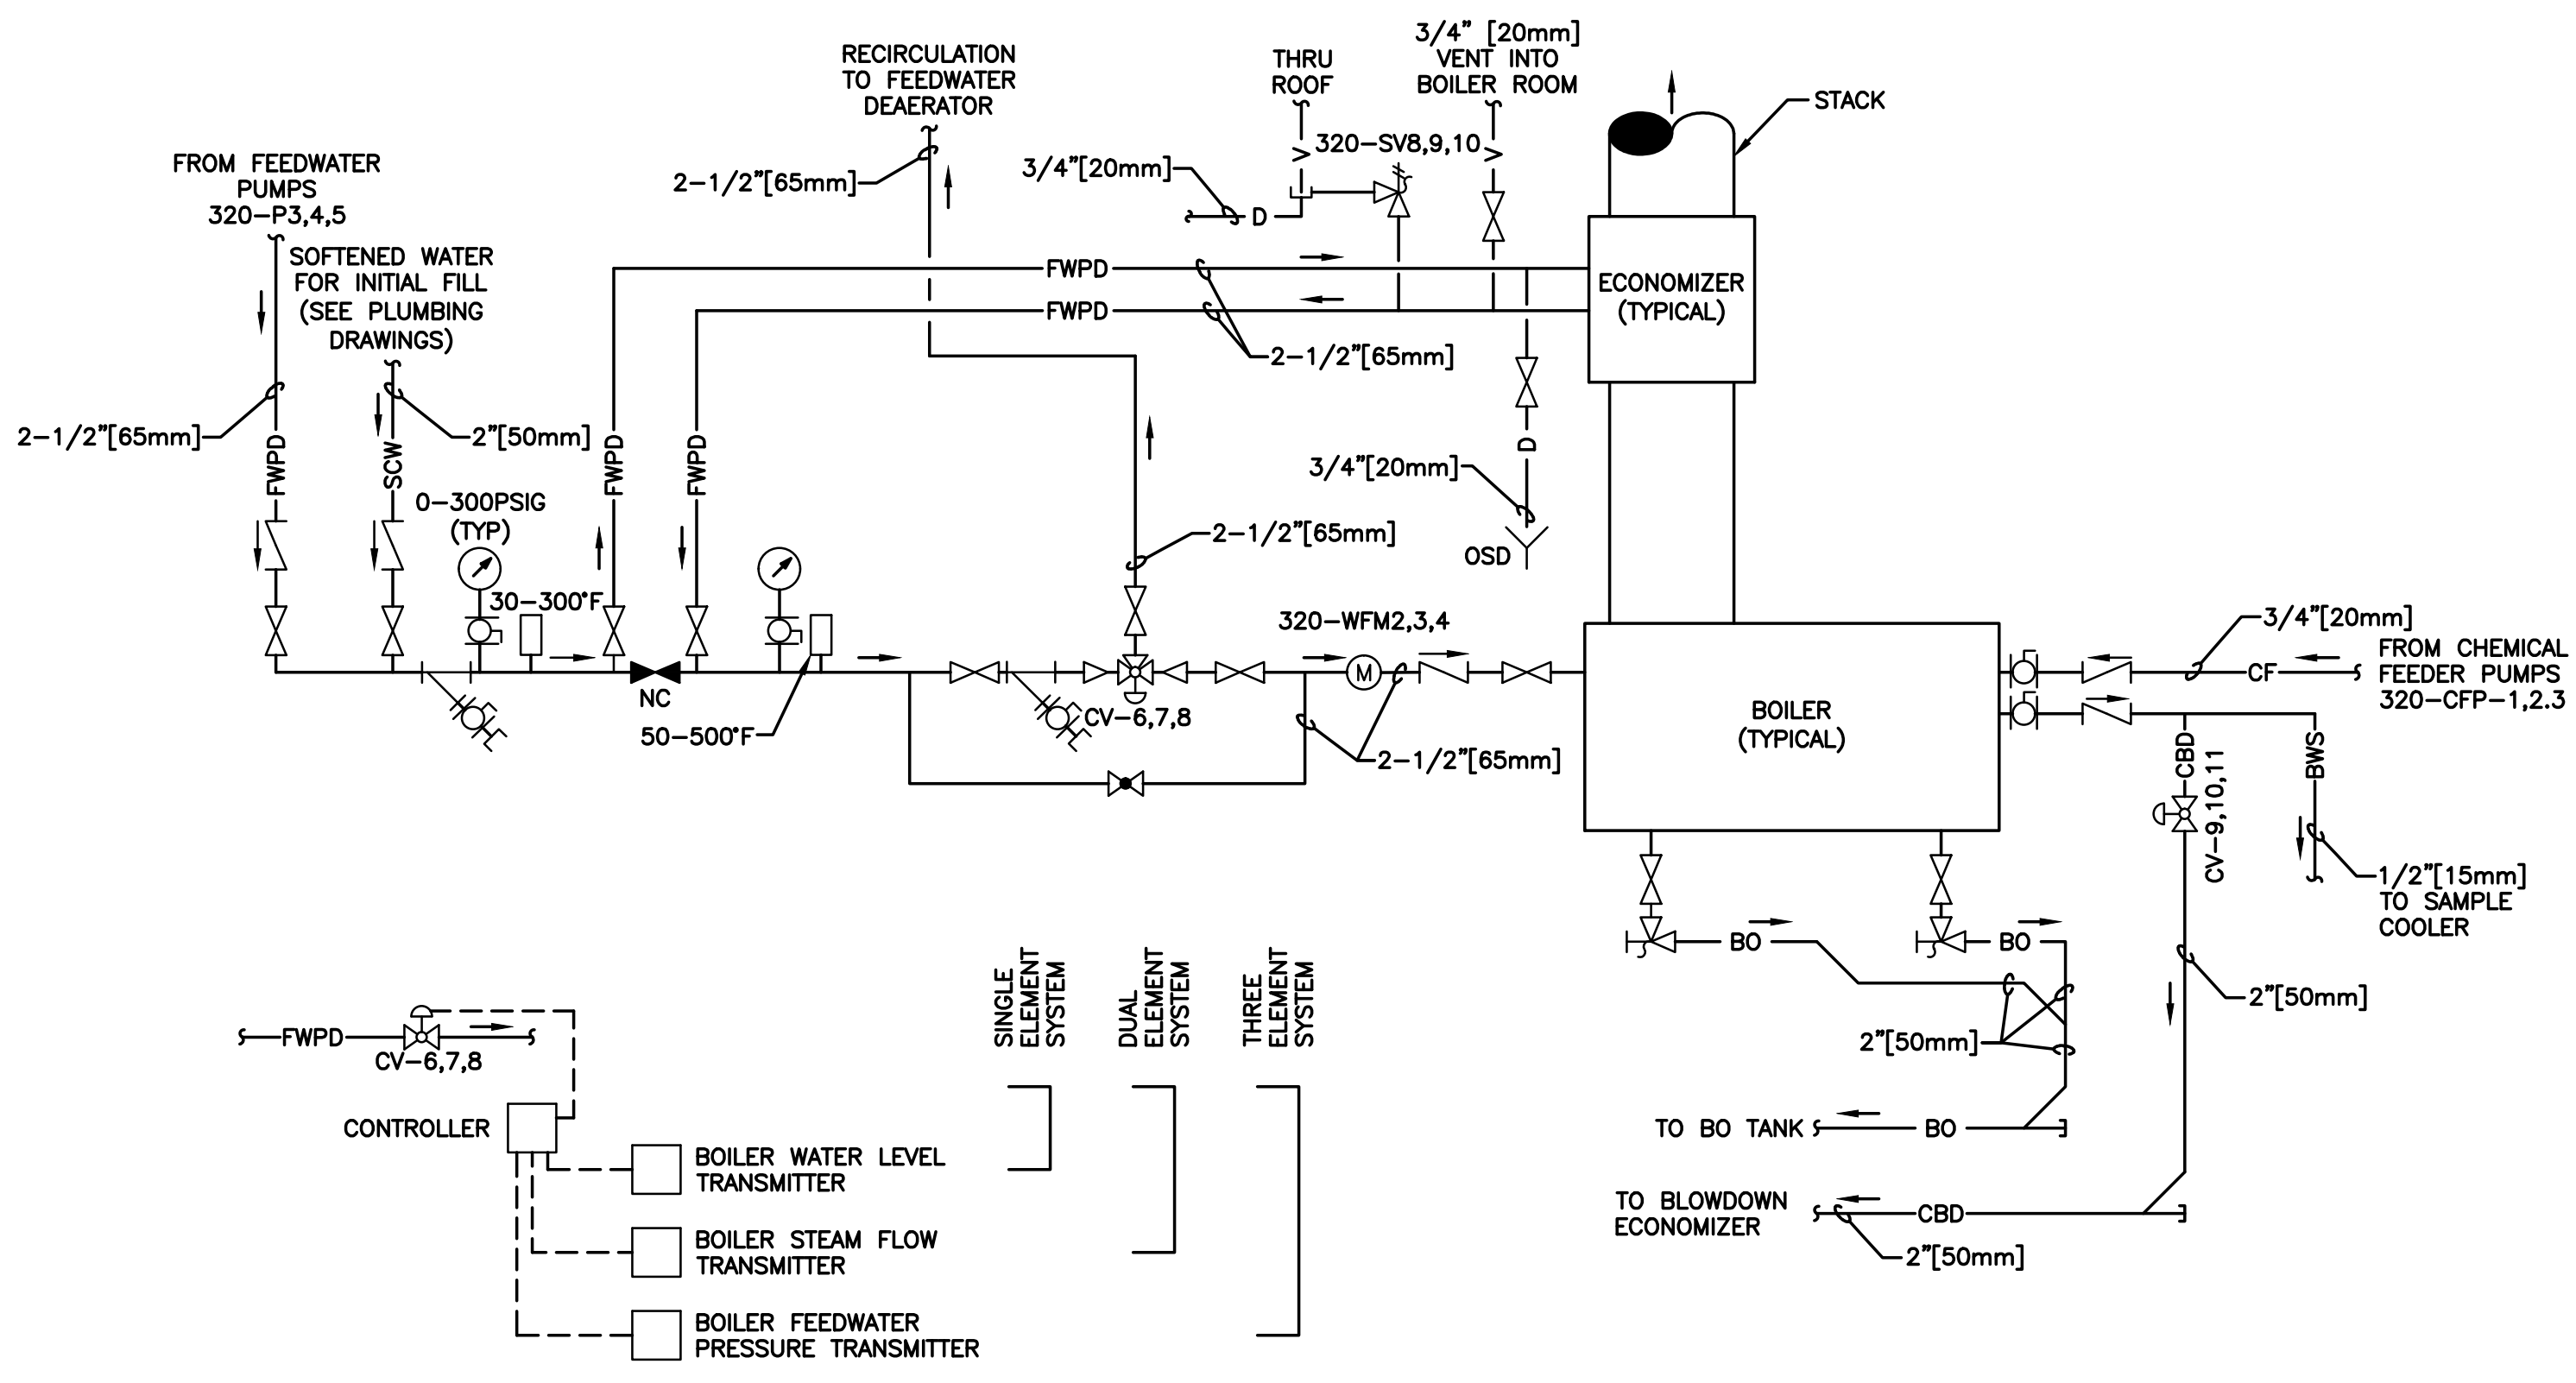 RECIRCULATION
TO FEEDWATER
DEAERATOR
THRU
ROOF
3/4" [20mm]
VENT INTO
BOILER ROOM
STACK
320-SV8,9,10
V
V
FROM FEEDWATER
PUMPS
320-P3,4,5
2-1/2"[65mm]
3/4"[20mm]
D
SOFTENED WATER
FOR INITIAL FILL
(SEE PLUMBING
DRAWINGS)
FWPD
FWPD
ECONOMIZER
(TYPICAL)
2-1/2"[65mm]
2-1/2"[65mm]
2"[50mm]
FWPD
SCW
FWPD
FWPD
D
3/4"[20mm]
0-300PSIG
(TYP)
2-1/2"[65mm]
OSD
30-300°F
320-WFM2,3,4
3/4"[20mm]
FROM CHEMICAL
FEEDER PUMPS
320-CFP-1,2.3
M
CF
NC
50-500°F
CV-6,7,8
BOILER
(TYPICAL)
2-1/2"[65mm]
CBD
CV-9,10,11
BWS
1/2"[15mm]
TO SAMPLE
COOLER
BO
BO
2"[50mm]
2"[50mm]
SINGLE
ELEMENT
SYSTEM
DUAL
ELEMENT
SYSTEM
THREE
ELEMENT
SYSTEM
FWPD
CV-6,7,8
CONTROLLER
TO BO TANK
BO
BOILER WATER LEVEL
TRANSMITTER
TO BLOWDOWN
ECONOMIZER
CBD
2"[50mm]
BOILER STEAM FLOW
TRANSMITTER
BOILER FEEDWATER
PRESSURE TRANSMITTER